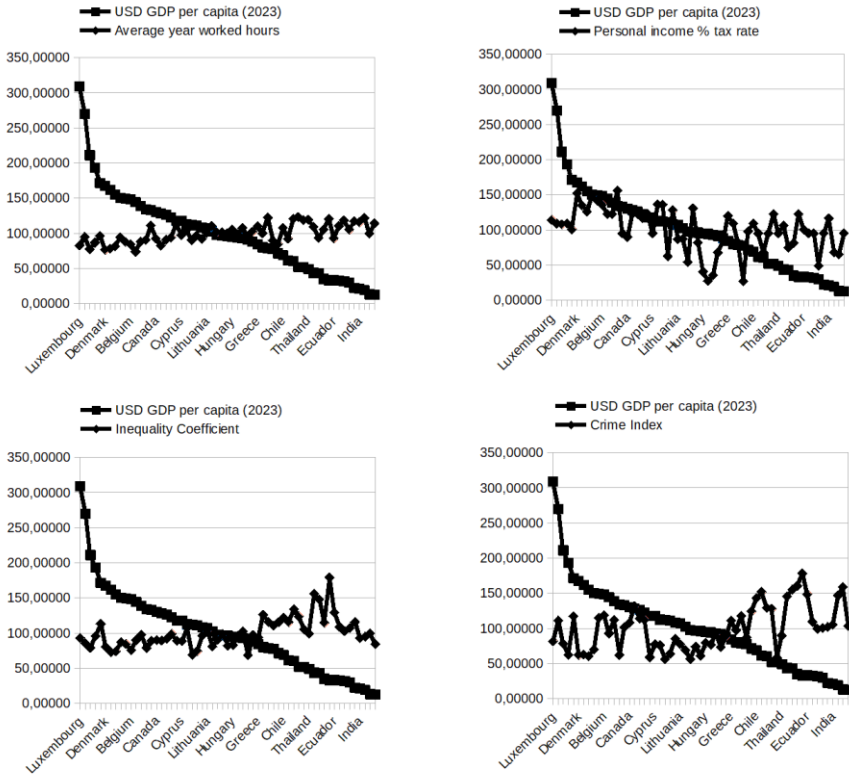 USD GDP per capita (2023)
Average year worked hours
350,00000
300,00000
250,00000
200,00000
150,00000
100,00000
50,00000
0,00000
Luxembourg
Denmark
Belgium
Canada
Cyprus
Lithuania
Hungary
Greece
Chile
Thailand
Ecuador
India
USD GDP per capita (2023)
Personal income % tax rate
350,00000
300,00000
250,00000
200,00000
150,00000
100,00000
50,00000
0,00000
Luxembourg
Denmark
Belgium
Canada
Cyprus
Lithuania
Hungary
Greece
Chile
Thailand
Ecuador
India
USD GDP per capita (2023)
Inequality Coefficient
350,00000
300,00000
250,00000
200,00000
150,00000
100,00000
50,00000
0,00000
Luxembourg
Denmark
Belgium
Canada
Cyprus
Lithuania
Hungary
Greece
Chile
Thailand
Ecuador
India
USD GDP per capita (2023)
Crime Index
350,00000
300,00000
250,00000
200,00000
150,00000
100,00000
50,00000
0,00000
Luxembourg
Denmark
Belgium
Canada
Cyprus
Lithuania
Hungary
Greece
Chile
Thailand
Ecuador
India